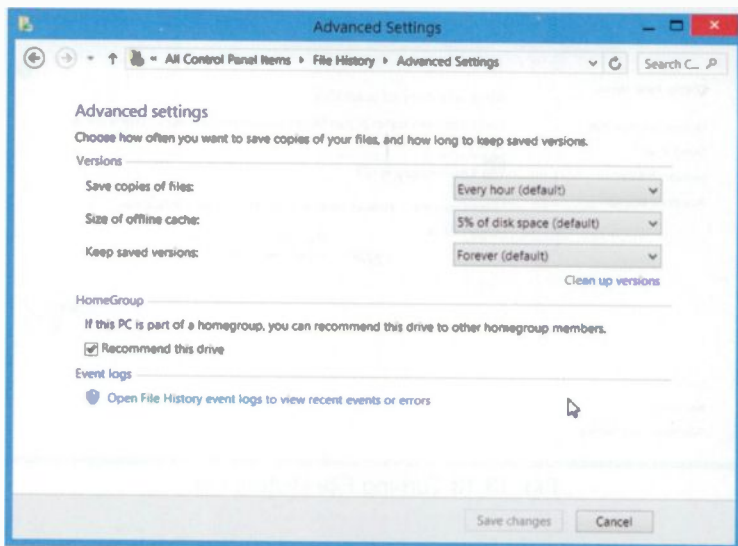 Advanced Settings
« All Control Panel Items ▸ File History ▸ Advanced Settings
Search C...
Advanced settings
Choose how often you want to save copies of your files, and how long to keep saved versions.
Versions
Save copies of files:
Every hour (default)
Size of offline cache:
5% of disk space (default)
Keep saved versions:
Forever (default)
Clean up versions
HomeGroup
If this PC is part of a homegroup, you can recommend this drive to other homegroup members.
Recommend this drive
Event logs
Open File History event logs to view recent events or errors
Save changes
Cancel